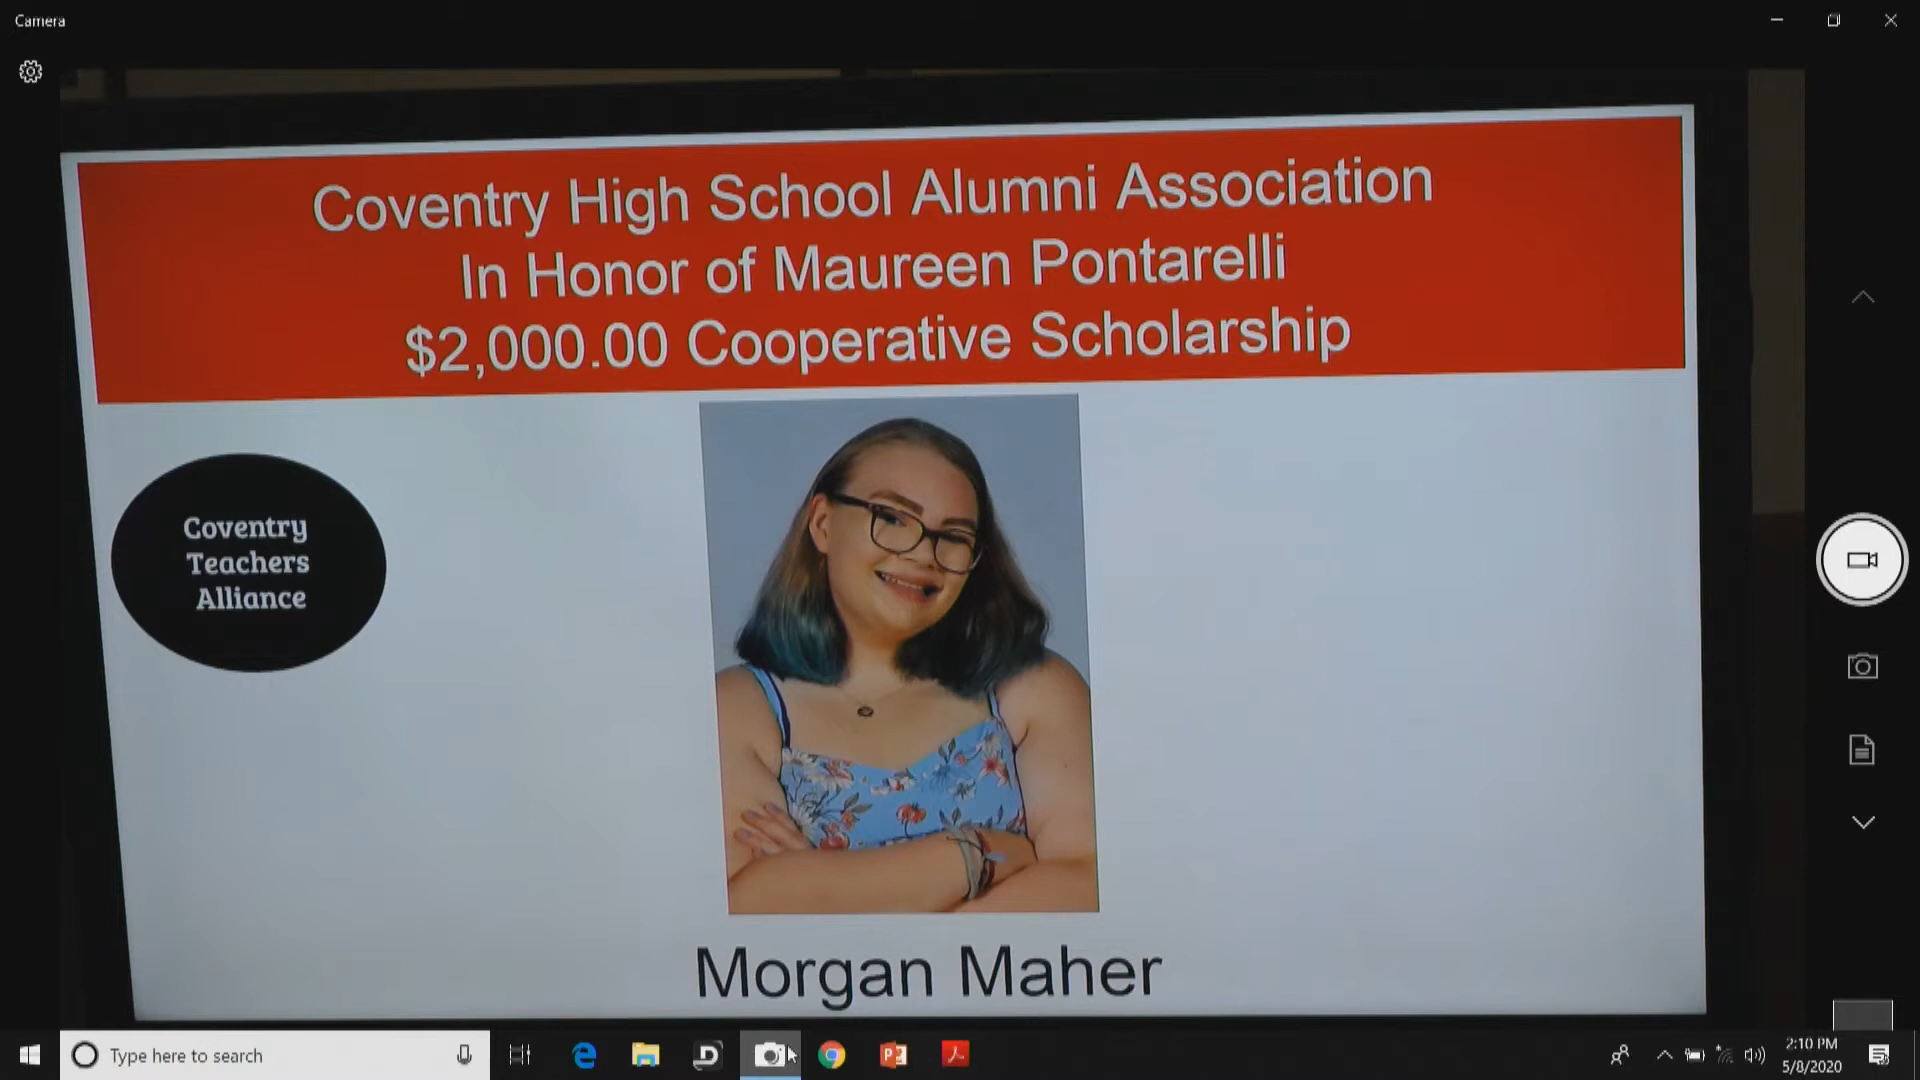 Camera
Coventry High School Alumni Association
In Honor of Maureen Pontarelli
$2,000.00 Cooperative Scholarship
Coventry
Teachers
Alliance
Morgan Maher
Type here to search
2:10 PM
5/8/2020